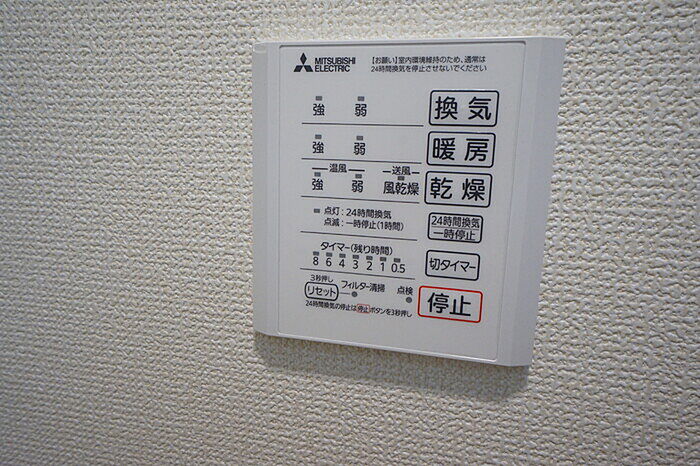 MITSUBISHI
ELECTRIC
【お願い】室内環境維持のため、通常は
24時間換気を停止させないでください
強 弱 換気
強 弱 暖房
温風 送風
強 弱 風乾燥 乾燥
点灯:24時間換気
点滅:一時停止(1時間)
24時間換気
一時停止
タイマー(残り時間)
8 6 4 3 2 1 0.5
切タイマー
3秒押し
リセット フィルター清掃 点検
停止
24時間換気の停止は停止ボタンを3秒押し